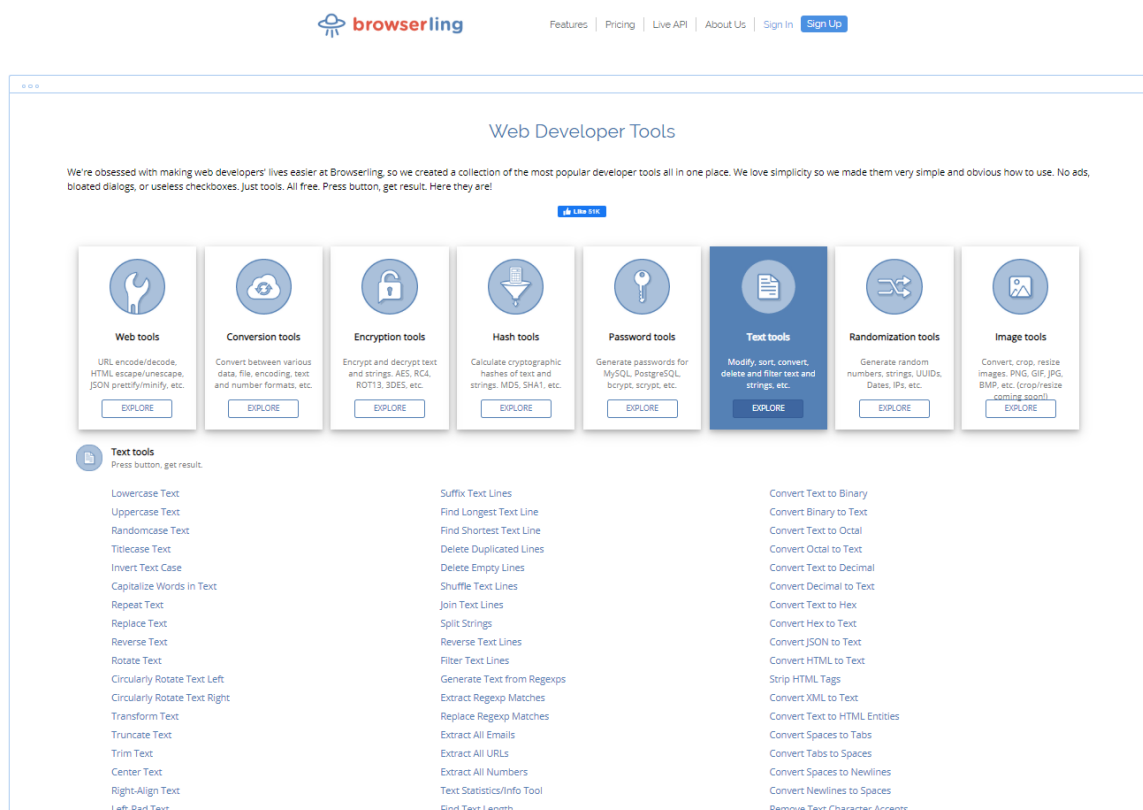 browserling
Features
Pricing
Live API
About Us
Sign In
Sign Up
Web Developer Tools
We're obsessed with making web developers' lives easier at Browserling, so we created a collection of the most popular developer tools all in one place. We love simplicity so we made them very simple and obvious how to use. No ads,
bloated dialogs, or useless checkboxes. Just tools. All free. Press button, get result. Here they are!
Like 51K
Web tools
URL encode/decode,
HTML escape/unescape,
JSON prettify/minify, etc.
EXPLORE
Conversion tools
Convert between various
data, file, encoding, text
and number formats, etc.
EXPLORE
Encryption tools
Encrypt and decrypt text
and strings. AES, RC4,
ROT13, 3DES, etc.
EXPLORE
Hash tools
Calculate cryptographic
hashes of text and
strings. MD5, SHA1, etc.
EXPLORE
Password tools
Generate passwords for
MySQL, PostgreSQL,
bcrypt, scrypt, etc.
EXPLORE
Text tools
Modify, sort, convert,
delete and filter text and
strings, etc.
EXPLORE
Randomization tools
Generate random
numbers, strings, UUIDs,
Dates, IPs, etc.
EXPLORE
Image tools
Convert, crop, resize
images. PNG, GIF, JPG,
BMP, etc. (crop/resize
coming soon!)
EXPLORE
Text tools
Press button, get result.
Lowercase Text
Uppercase Text
Randomcase Text
Titlecase Text
Invert Text Case
Capitalize Words in Text
Repeat Text
Replace Text
Reverse Text
Rotate Text
Circularly Rotate Text Left
Circularly Rotate Text Right
Transform Text
Truncate Text
Trim Text
Center Text
Right-Align Text
Left-Pad Text
Suffix Text Lines
Find Longest Text Line
Find Shortest Text Line
Delete Duplicated Lines
Delete Empty Lines
Shuffle Text Lines
Join Text Lines
Split Strings
Reverse Text Lines
Filter Text Lines
Generate Text from Regexps
Extract Regexp Matches
Replace Regexp Matches
Extract All Emails
Extract All URLs
Extract All Numbers
Text Statistics/Info Tool
Find Text Length
Convert Text to Binary
Convert Binary to Text
Convert Text to Octal
Convert Octal to Text
Convert Text to Decimal
Convert Decimal to Text
Convert Text to Hex
Convert Hex to Text
Convert JSON to Text
Convert HTML to Text
Strip HTML Tags
Convert XML to Text
Convert Text to HTML Entities
Convert Spaces to Tabs
Convert Tabs to Spaces
Convert Spaces to Newlines
Convert Newlines to Spaces
Remove Text Character Accents